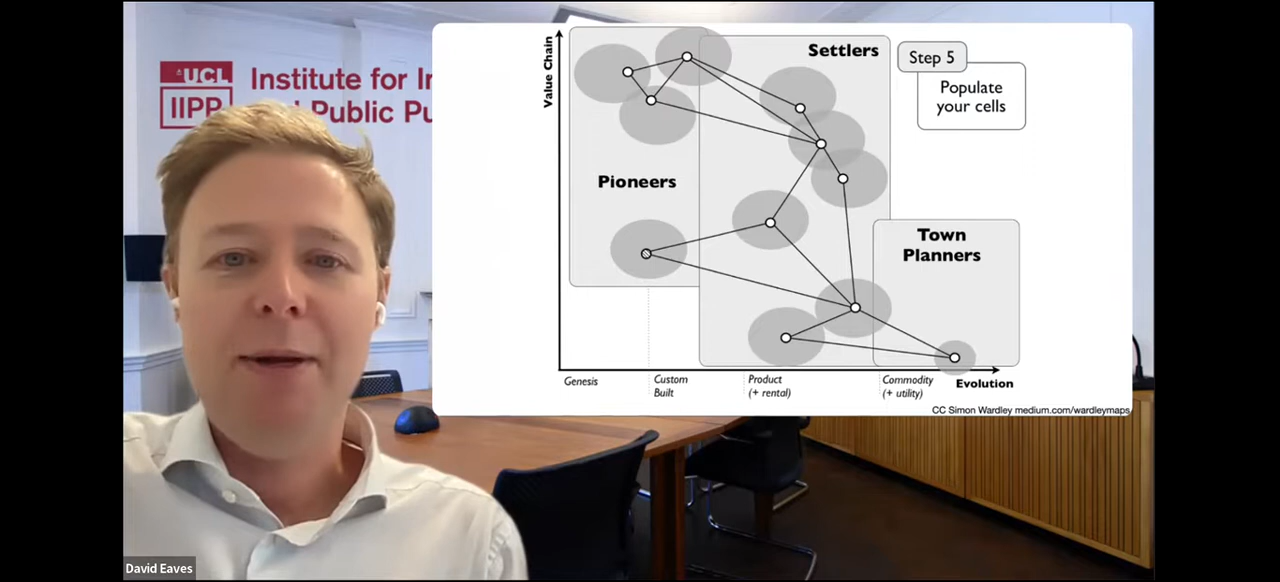 UCL
IIPP
Institute for I
Public Pu
David Eaves
Value Chain
Pioneers
Settlers
Town
Planners
Step 5
Populate
your cells
Genesis
Custom
Built
Product
(+ rental)
Commodity
(+ utility)
Evolution
CC Simon Wardley medium.com/wardleymaps